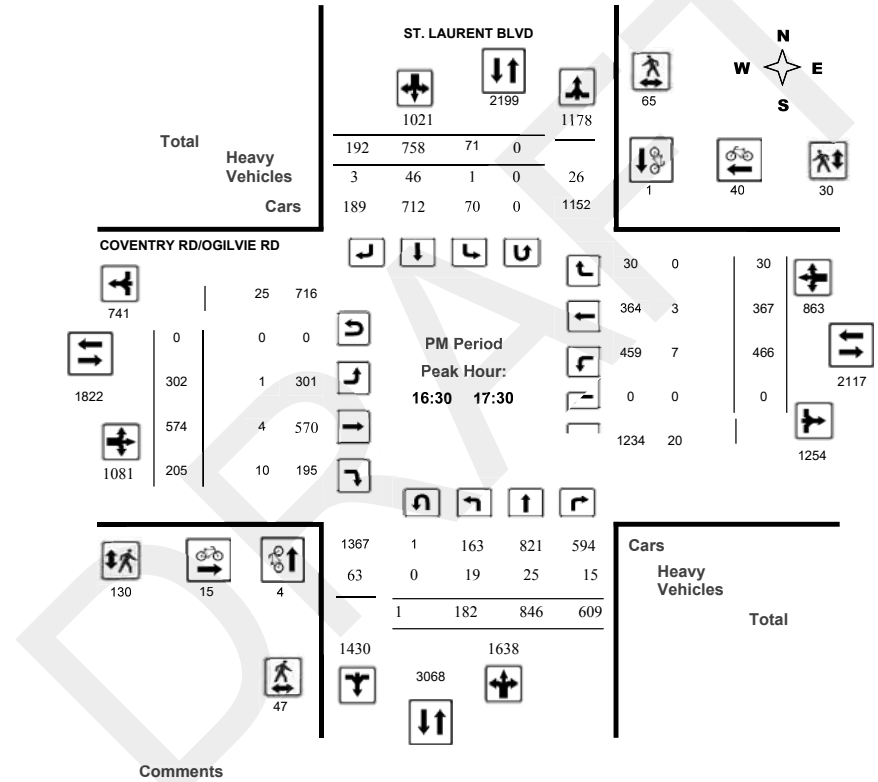 ST. LAURENT BLVD
N
W E
S
2199
65
1021 1178
Total 192 758 71 0
Heavy
Vehicles 3 46 1 0 26
Cars 189 712 70 0 1152
1 40 30
COVENTRY RD/OGILVIE RD
30 0 30
741 25 716
364 3 367 863
0 0 0
PM Period
459 7 466
1822 302 1 301
Peak Hour:
2117
16:30 17:30
0 0 0
574 4 570
1234 20 1254
1081 205 10 195
1367 1 163 821 594 Cars
63 0 19 25 15 Heavy
Vehicles
130 15 4
1 182 846 609 Total
1430 1638
3068
47
Comments
DRAFT